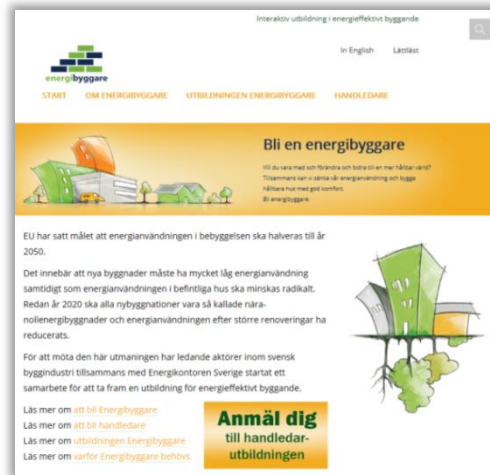 Interaktiv utbildning i energieffektivt byggande
In English Lättläst
energibyggare
START OM ENERGIBYGGARE UTBILDNINGEN ENERGIBYGGARE HANDLEDARE
Bli en energibyggare
Vill du vara med och förändra och bidra till en mer hållbar värld?
Tillsammans kan vi sänka vår energianvändning och bygga
hållbara hus med god komfort.
Bli energibyggare.
EU har satt målet att energianvändningen i bebyggelsen ska halveras till år
2050.
Det innebär att nya byggnader måste ha mycket låg energianvändning
samtidigt som energianvändningen i befintliga hus ska minskas radikalt.
Redan år 2020 ska alla nybyggnationer vara så kallade nära-
nollenergibyggnader och energianvändningen efter större renoveringar ha
reducerats.
För att möta den här utmaningen har ledande aktörer inom svensk
byggindustri tillsammans med Energikontoren Sverige startat ett
samarbete för att ta fram en utbildning för energieffektivt byggande.
Läs mer om att bli Energibyggare
Läs mer om att bli handledare
Läs mer om utbildningen Energibyggare
Läs mer om varför Energibyggare behövs
Anmäl dig
till handledar-
utbildningen